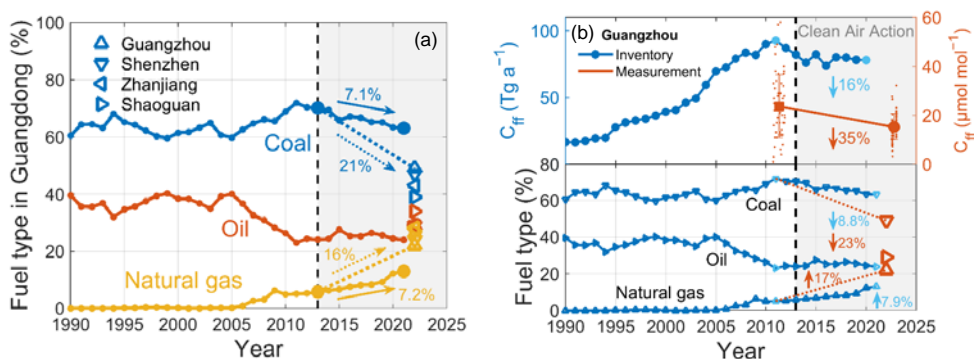 (a)
Fuel type in Guangdong (%)
100
80
60
40
20
0
Guangzhou
Shenzhen
Zhanjiang
Shaoguan
7.1%
Coal
21%
Oil
16%
Natural gas
7.2%
1990 1995 2000 2005 2010 2015 2020 2025
Year
(b)
Guangzhou
Inventory
Measurement
Clean Air Action
C_ff (Tg a⁻¹)
100
50
C_ff (μmol mol⁻¹)
60
40
20
0
16%
35%
Fuel type (%)
80
60
40
20
0
Coal
8.8%
23%
Oil
17%
Natural gas
7.9%
1990 1995 2000 2005 2010 2015 2020 2025
Year